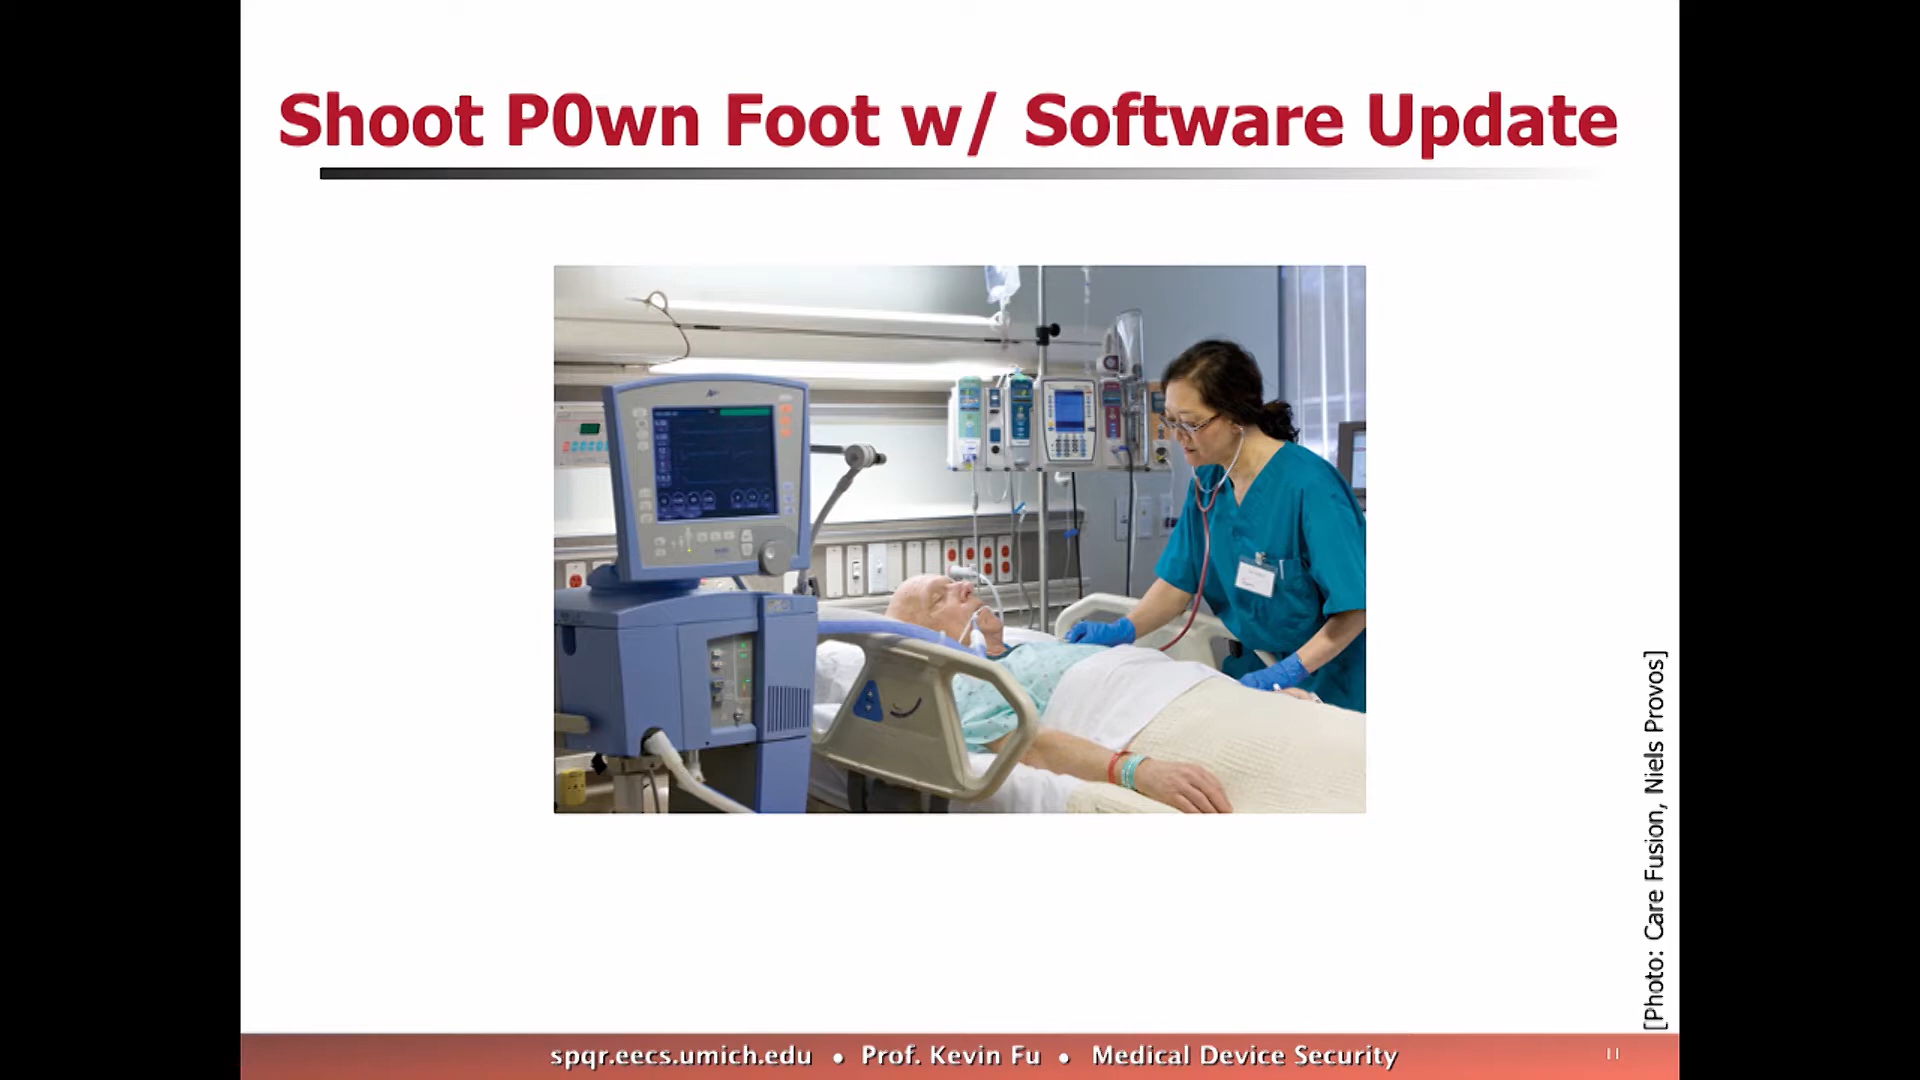 Shoot P0wn Foot w/ Software Update
[Photo: Care Fusion, Niels Provos]
spqr.eecs.umich.edu • Prof. Kevin Fu • Medical Device Security
11